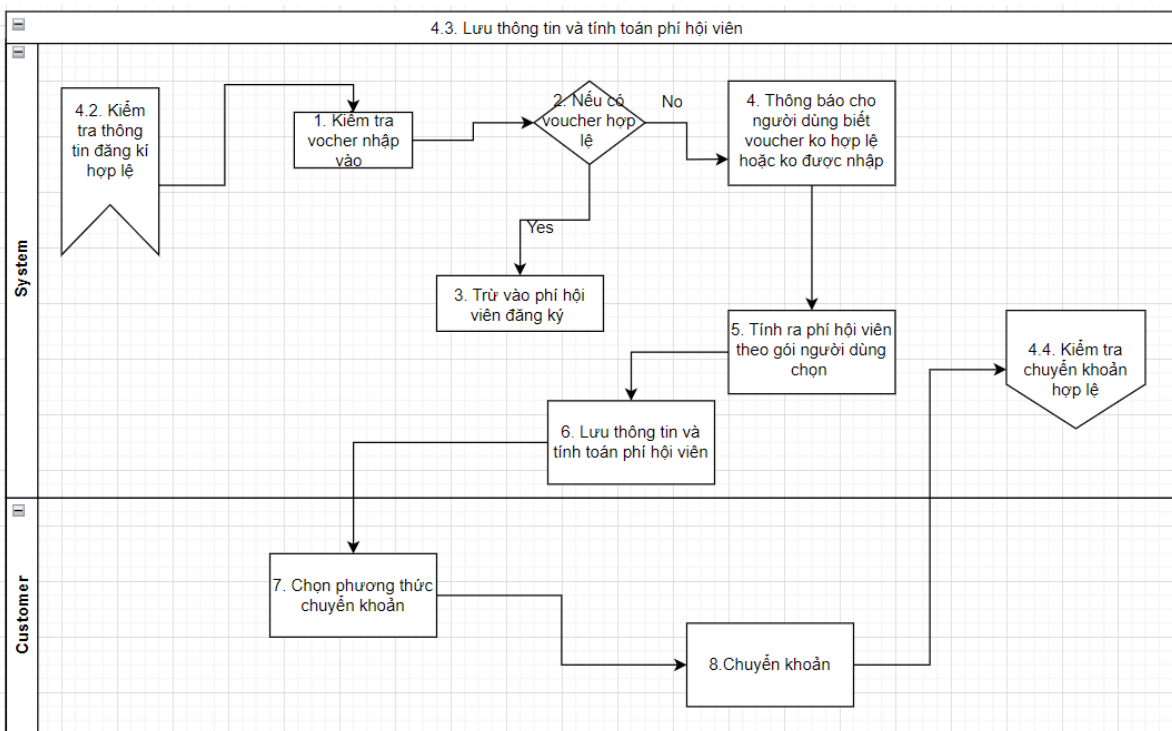 4.3. Lưu thông tin và tính toán phí hội viên
System
4.2. Kiểm
tra thông
tin đăng kí
hợp lệ
1. Kiểm tra
vocher nhập
vào
2. Nếu có
voucher hợp
lệ
No
4. Thông báo cho
người dùng biết
voucher ko hợp lệ
hoặc ko được nhập
Yes
3. Trừ vào phí hội
viên đăng ký
5. Tính ra phí hội viên
theo gói người dùng
chọn
4.4. Kiểm tra
chuyển khoản
hợp lệ
6. Lưu thông tin và
tính toán phí hội viên
Customer
7. Chọn phương thức
chuyển khoản
8.Chuyển khoản